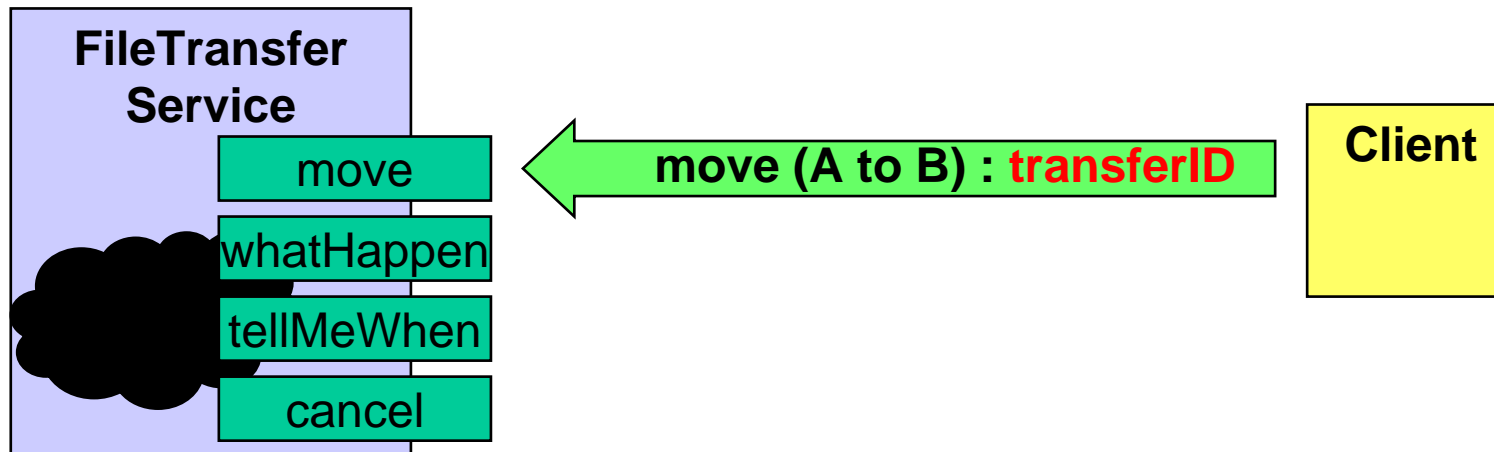 FileTransfer
Service
move
whatHappen
tellMeWhen
cancel
move (A to B) : transferID
Client